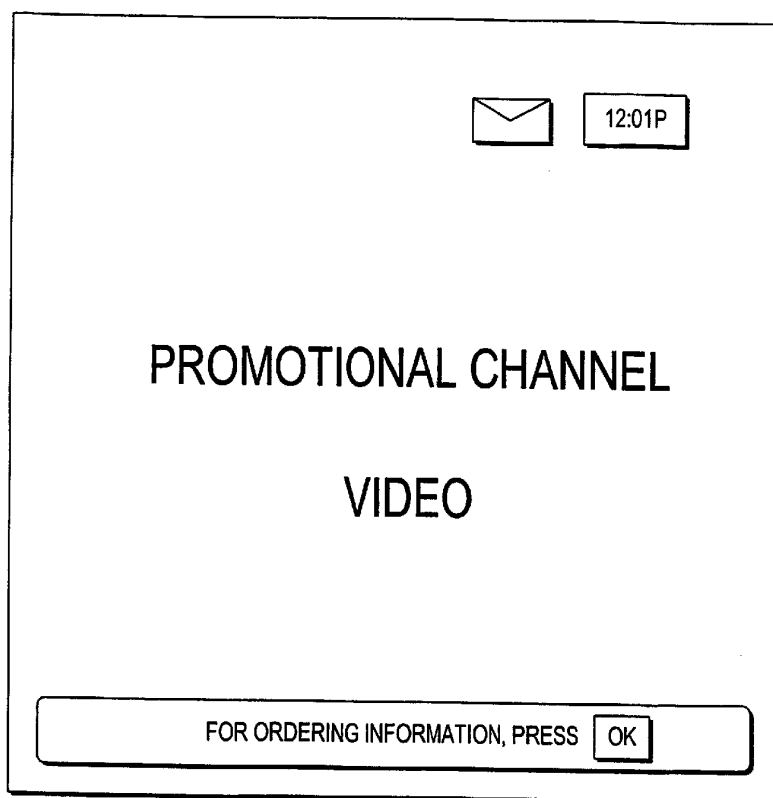 12:01P
PROMOTIONAL CHANNEL
VIDEO
FOR ORDERING INFORMATION, PRESS OK